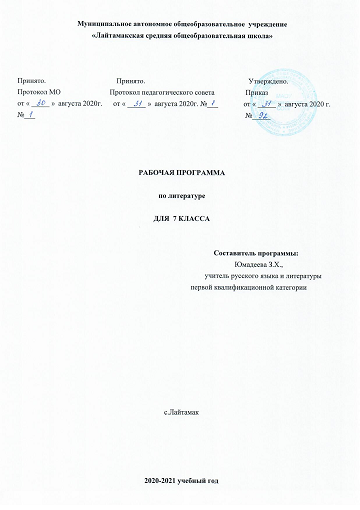 Муниципальное автономное общеобразовательное учреждение
«Лайтамакская средняя общеобразовательная школа»
Принято. Принято. Утверждено.
Протокол МО Протокол педагогического совета Приказ
от « 30 » августа 2020г. от « 31 » августа 2020г. № 1 от « 31 » августа 2020 г.
№ 1 № 92
РАБОЧАЯ ПРОГРАММА
по литературе
ДЛЯ 7 КЛАССА
Составитель программы:
Юмадеева З.Х.,
учитель русского языка и литературы
первой квалификационной категории
с.Лайтамак
2020-2021 учебный год